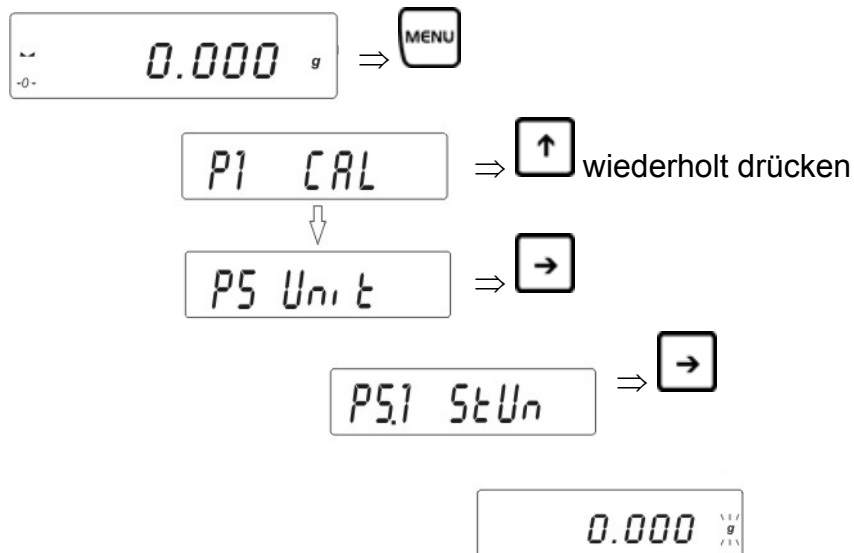 -0- 0.000 g ⇒ MENU
P1 CAL ⇒ ↑ wiederholt drücken
P5 Unit ⇒ →
P5.1 StUn ⇒ →
0.000 g